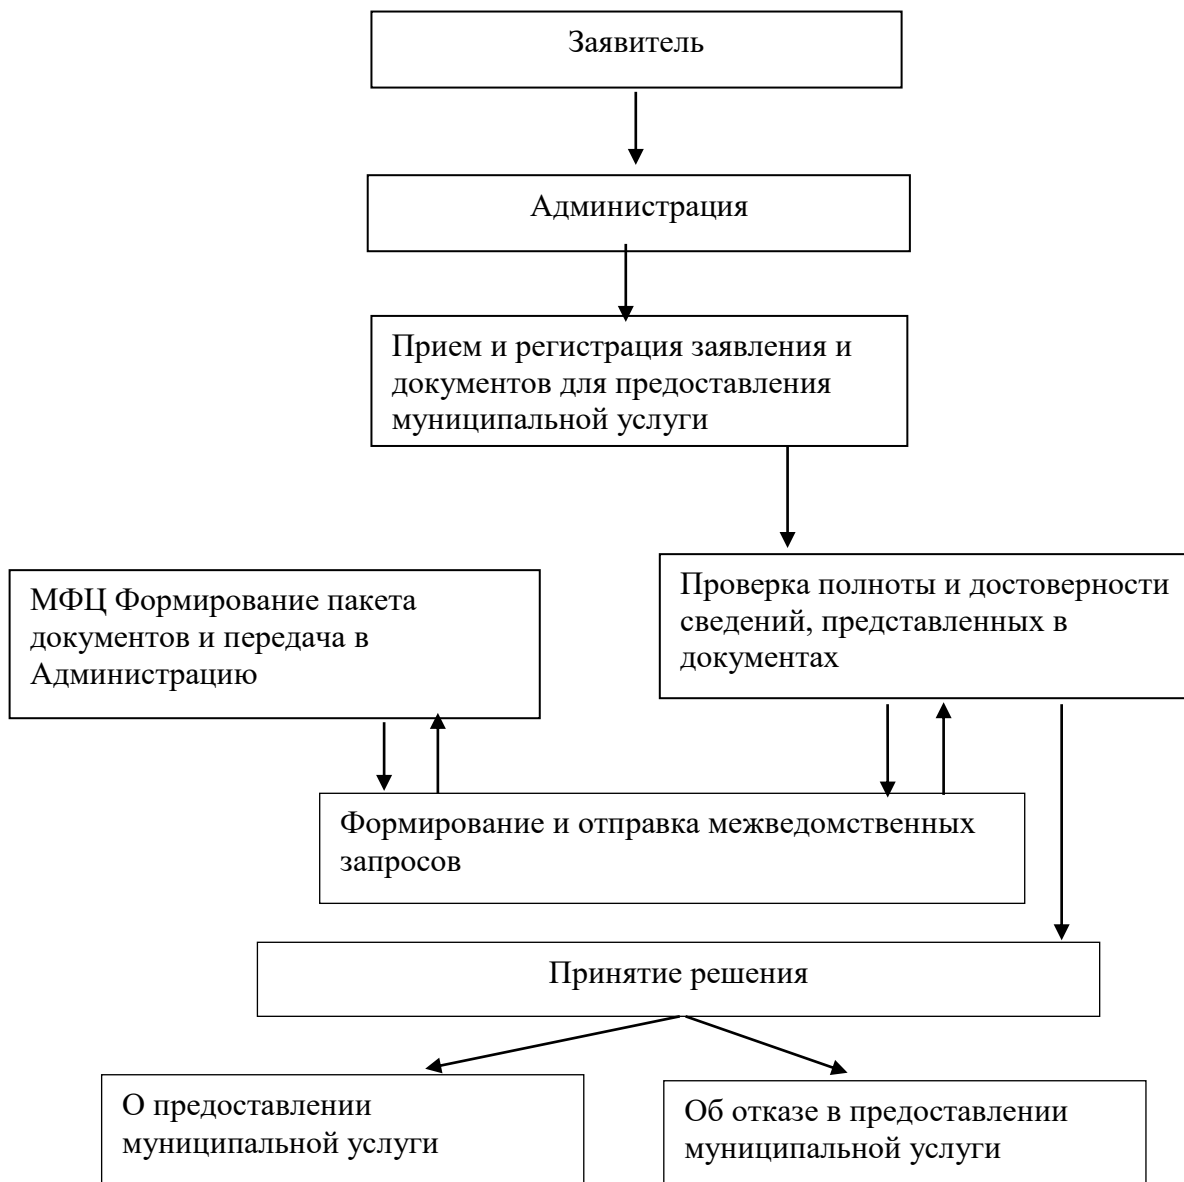 Заявитель
Администрация
Прием и регистрация заявления и
документов для предоставления
муниципальной услуги
МФЦ Формирование пакета
документов и передача в
Администрацию
Проверка полноты и достоверности
сведений, представленных в
документах
Формирование и отправка межведомственных
запросов
Принятие решения
О предоставлении
муниципальной услуги
Об отказе в предоставлении
муниципальной услуги